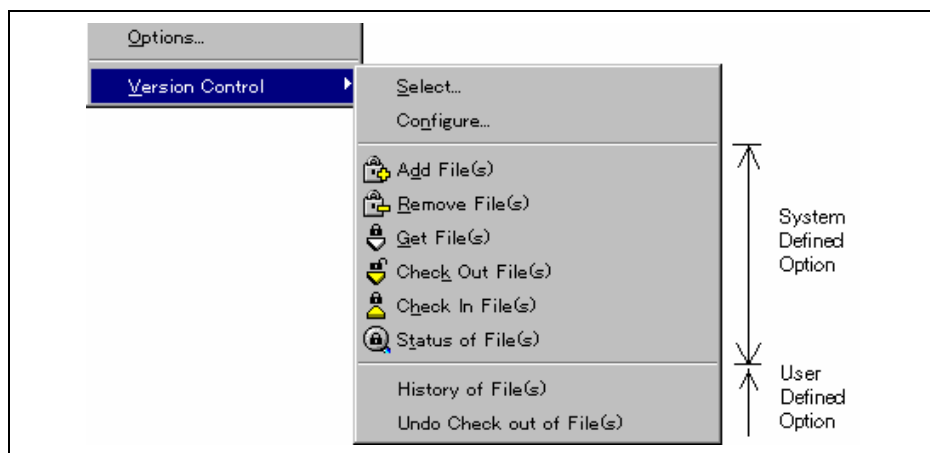 Options...
Version Control
Select...
Configure...
Add File(s)
Remove File(s)
Get File(s)
Check Out File(s)
Check In File(s)
Status of File(s)
History of File(s)
Undo Check out of File(s)
System
Defined
Option
User
Defined
Option